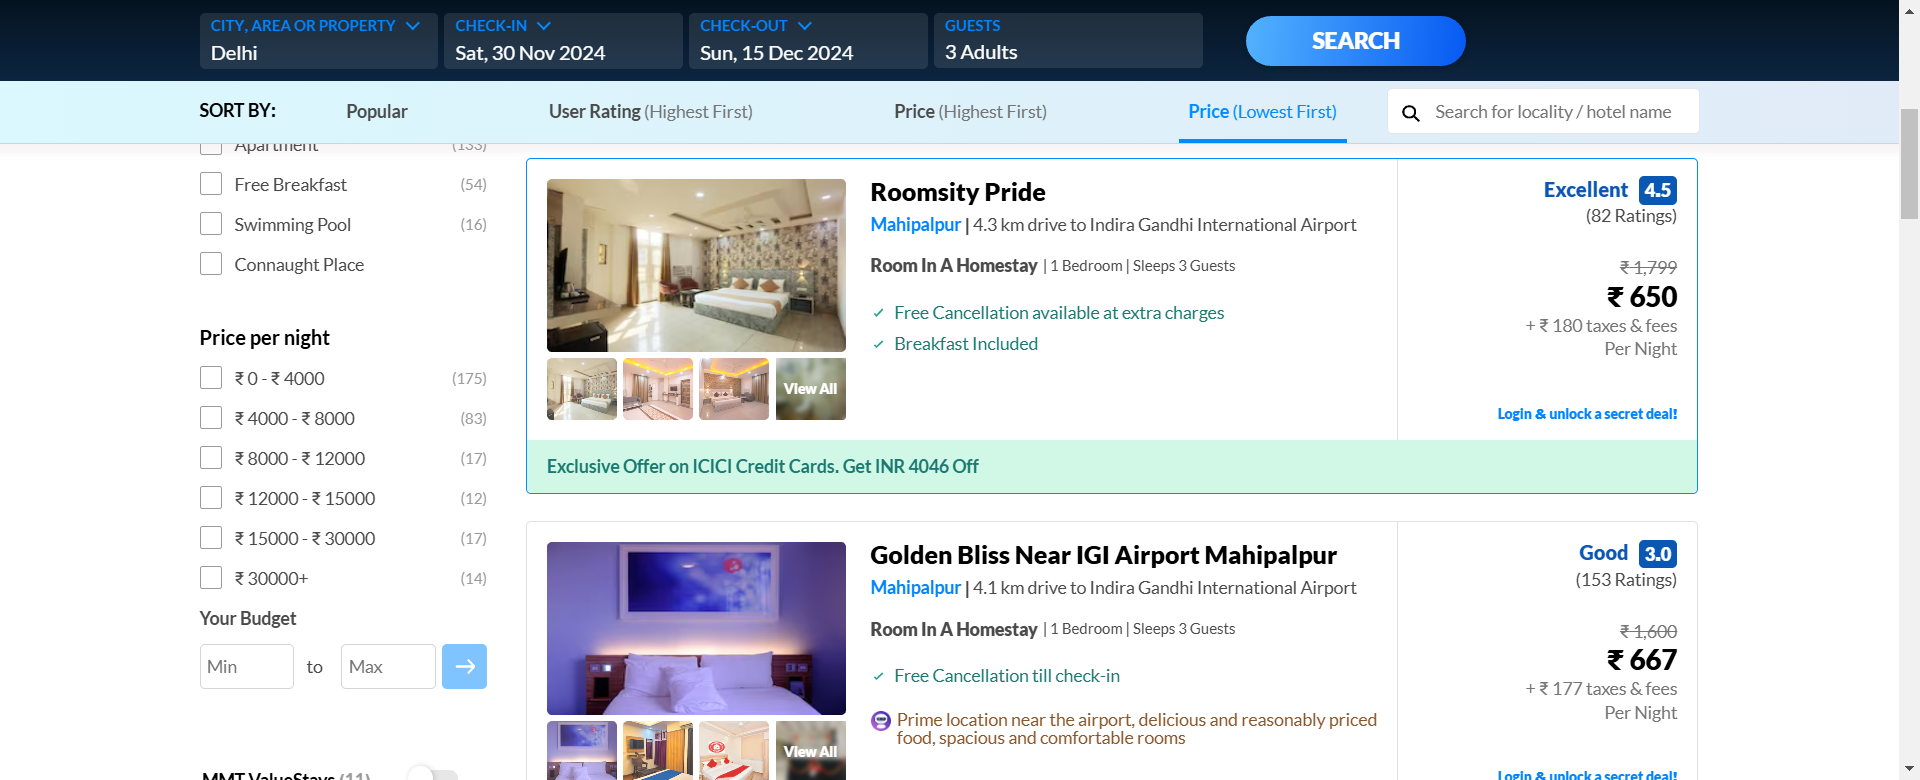 CITY, AREA OR PROPERTY
Delhi
CHECK-IN
Sat, 30 Nov 2024
CHECK-OUT
Sun, 15 Dec 2024
GUESTS
3 Adults
SEARCH
SORT BY:
Popular
User Rating (Highest First)
Price (Highest First)
Price (Lowest First)
Search for locality / hotel name
Apartment (133)
Free Breakfast (54)
Swimming Pool (16)
Connaught Place
Price per night
₹ 0 - ₹ 4000 (175)
₹ 4000 - ₹ 8000 (83)
₹ 8000 - ₹ 12000 (17)
₹ 12000 - ₹ 15000 (12)
₹ 15000 - ₹ 30000 (17)
₹ 30000+ (14)
Your Budget
Min to Max
MMT ValueStays (11)
Roomsity Pride
Mahipalpur | 4.3 km drive to Indira Gandhi International Airport
Room In A Homestay | 1 Bedroom | Sleeps 3 Guests
Free Cancellation available at extra charges
Breakfast Included
View All
Excellent 4.5
(82 Ratings)
₹ 1,799
₹ 650
+ ₹ 180 taxes & fees
Per Night
Login & unlock a secret deal!
Exclusive Offer on ICICI Credit Cards. Get INR 4046 Off
Golden Bliss Near IGI Airport Mahipalpur
Mahipalpur | 4.1 km drive to Indira Gandhi International Airport
Room In A Homestay | 1 Bedroom | Sleeps 3 Guests
Free Cancellation till check-in
Prime location near the airport, delicious and reasonably priced
food, spacious and comfortable rooms
View All
Good 3.0
(153 Ratings)
₹ 1,600
₹ 667
+ ₹ 177 taxes & fees
Per Night
Login & unlock a secret deal!